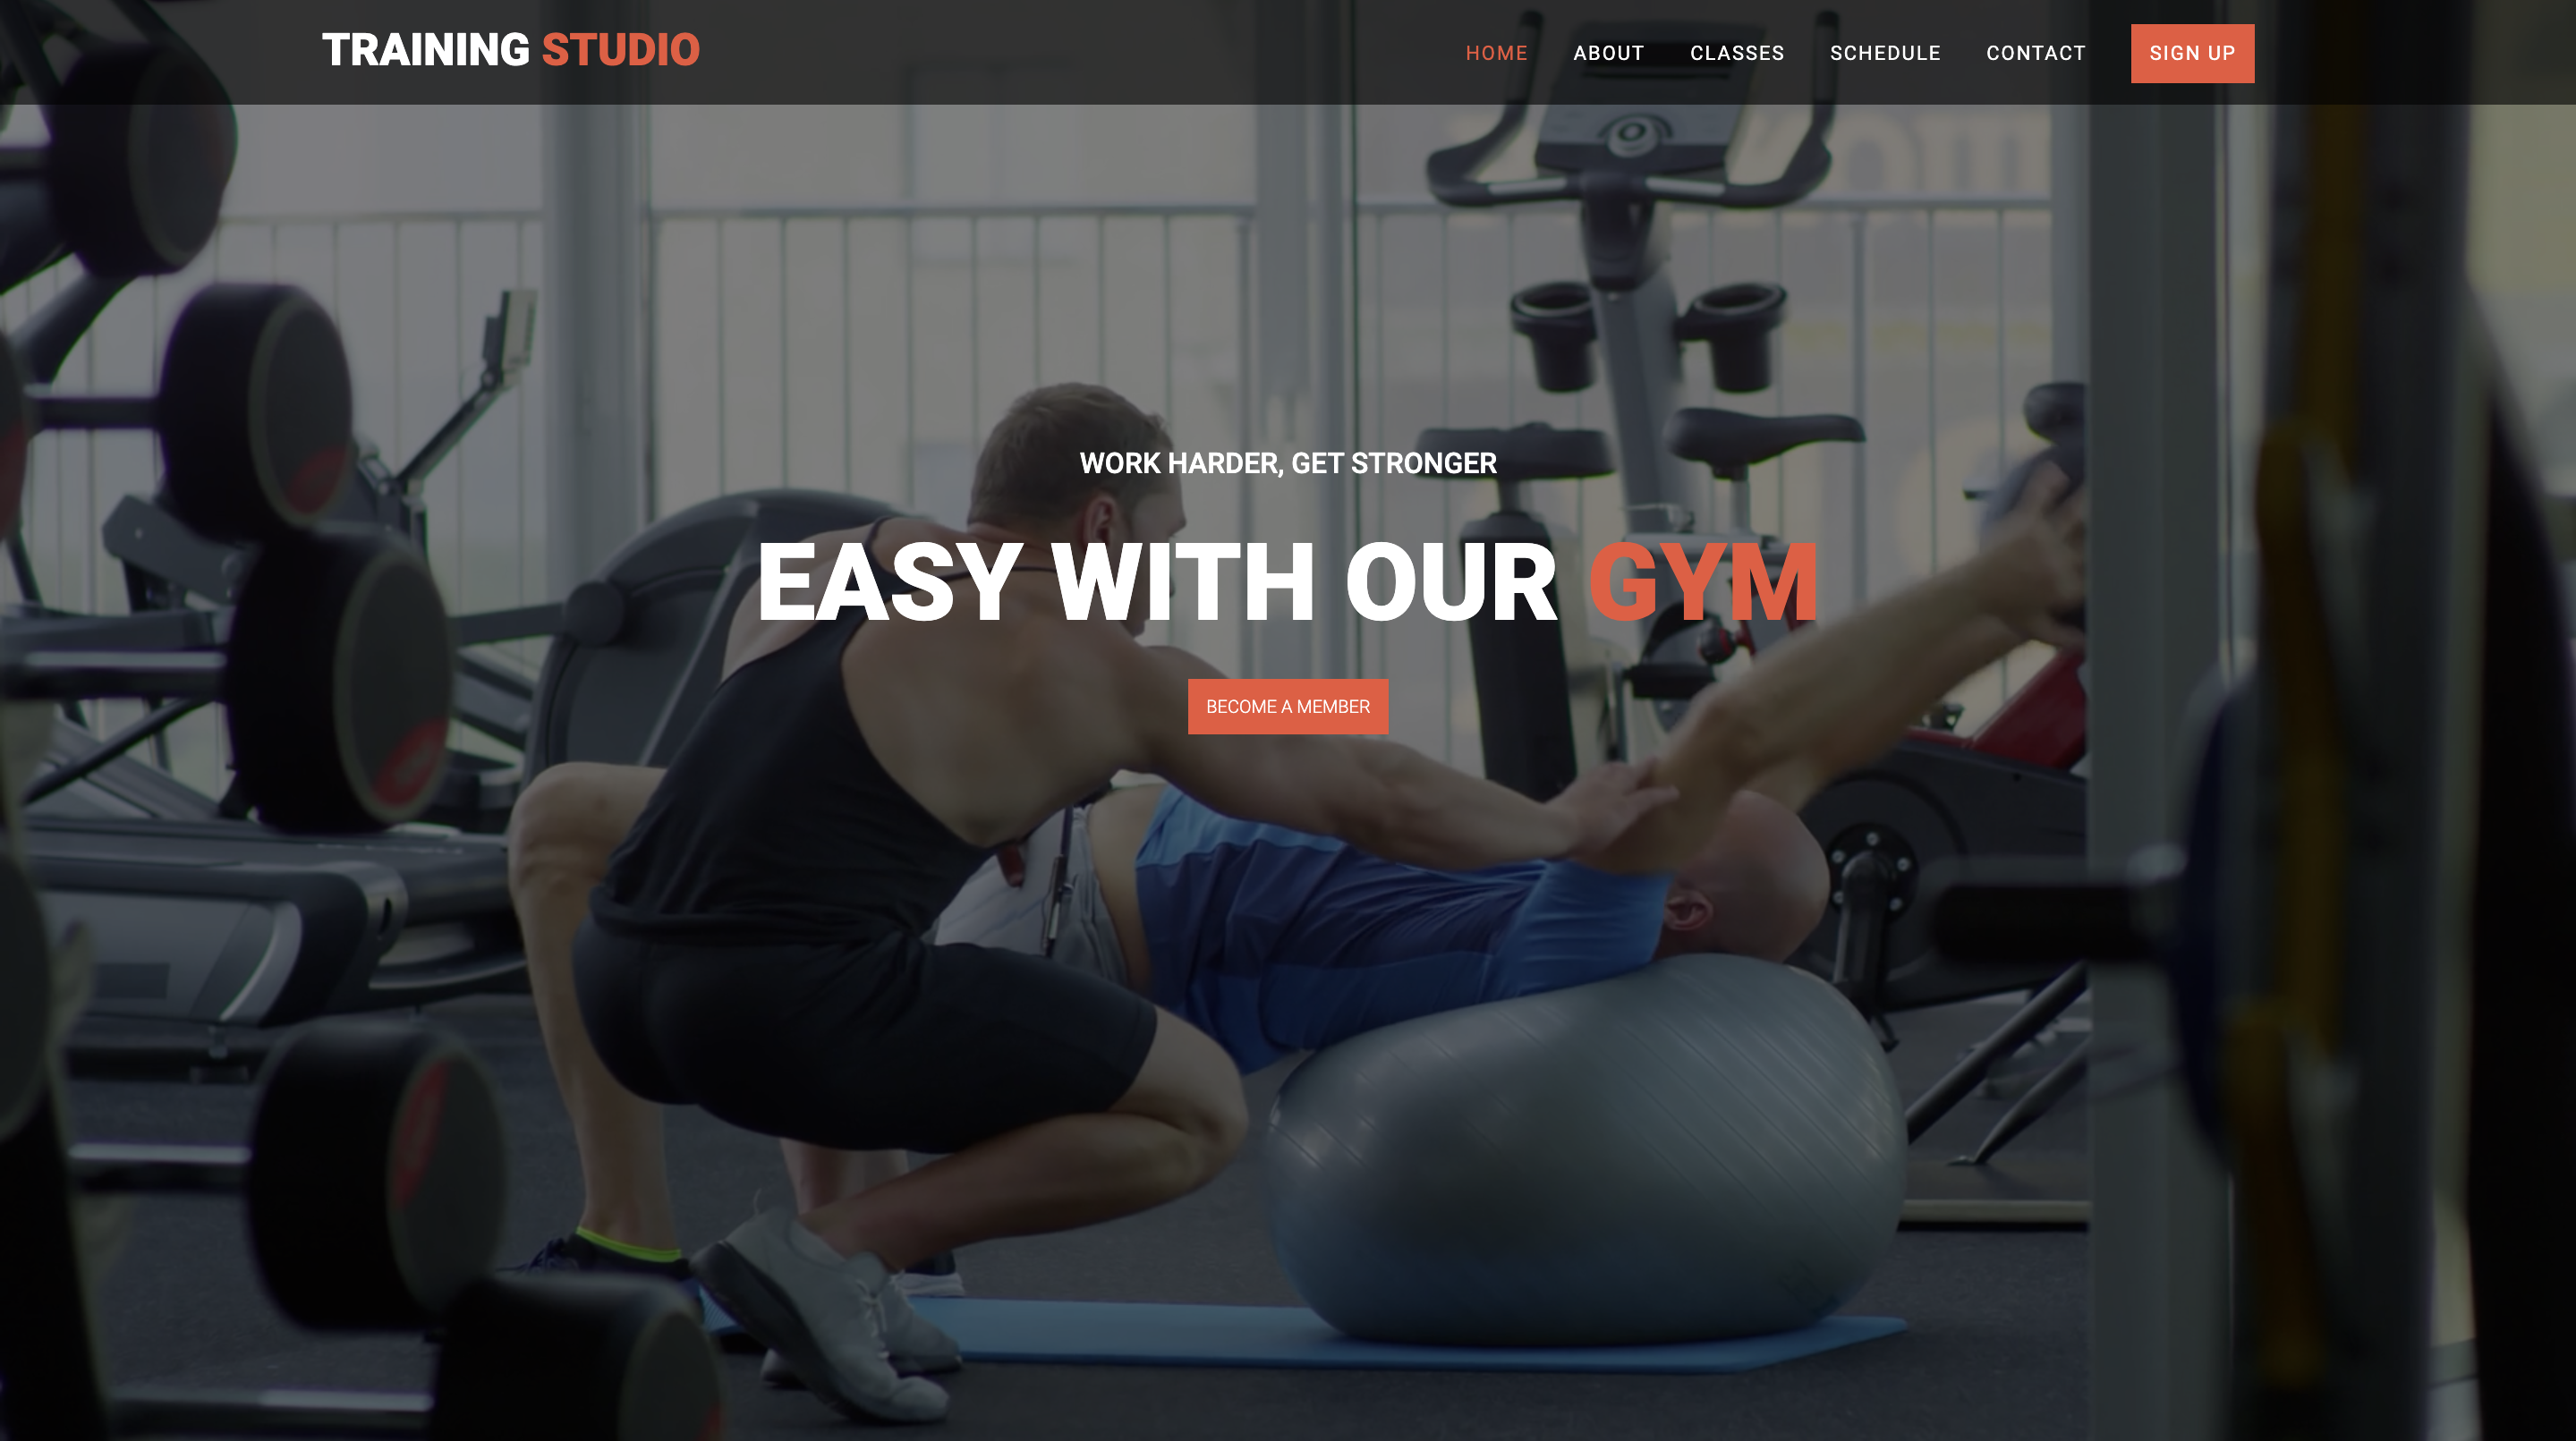 TRAINING STUDIO
HOME
ABOUT
CLASSES
SCHEDULE
CONTACT
SIGN UP
WORK HARDER, GET STRONGER
EASY WITH OUR GYM
BECOME A MEMBER